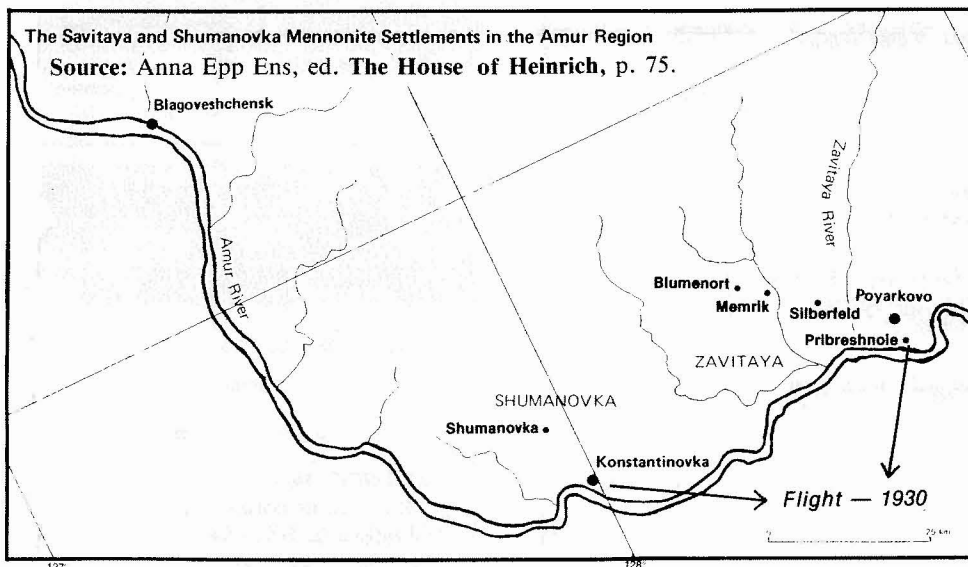 The Savitaya and Shumanovka Mennonite Settlements in the Amur Region
Source: Anna Epp Ens, ed. The House of Heinrich, p. 75.
Blagoveshchensk
Amur River
Zavitaya River
Blumenort
Memrik
Silberfeld
Poyarkovo
Pribreshnoie
ZAVITAYA
SHUMANOVKA
Shumanovka
Konstantinovka
Flight — 1930
0 25 km
127°
128°